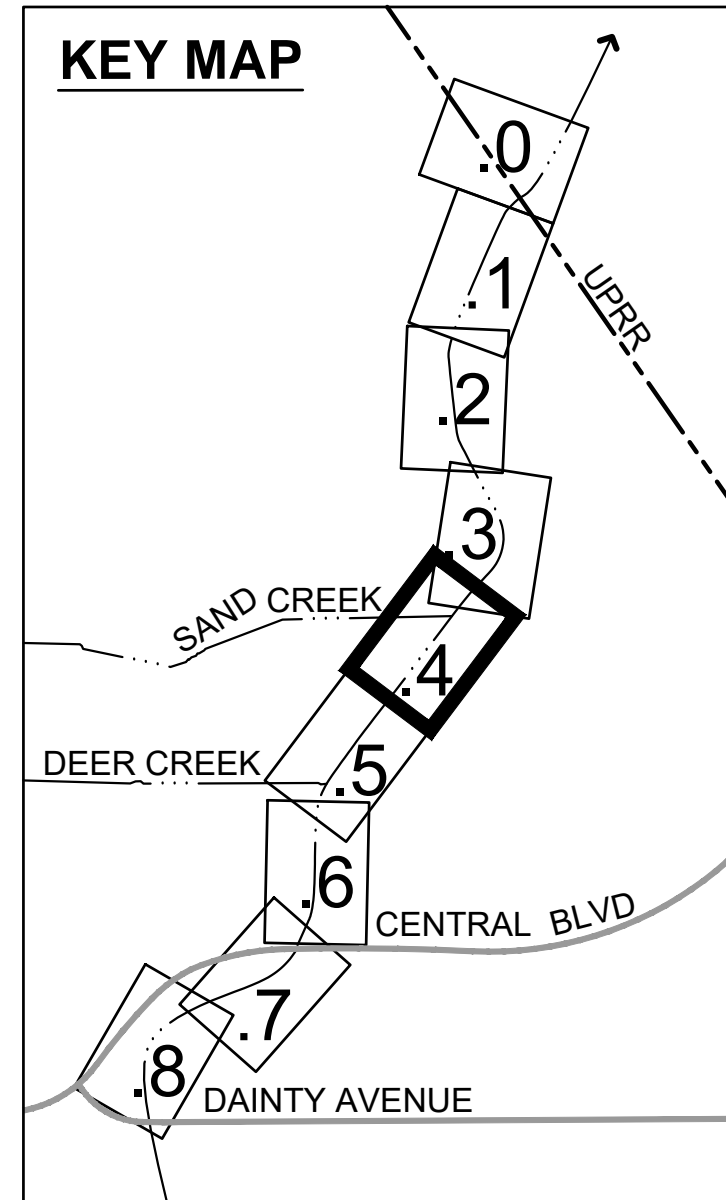 KEY MAP
.0
.1
UPRR
.2
.3
SAND CREEK
.4
DEER CREEK
.5
.6
CENTRAL BLVD
.7
.8
DAINTY AVENUE